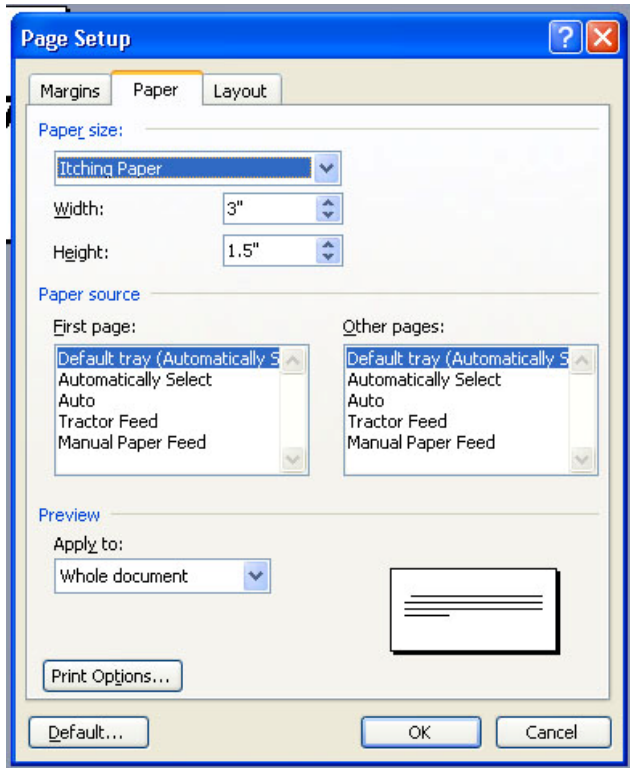 Page Setup
Margins Paper Layout
Paper size:
Itching Paper
Width: 3"
Height: 1.5"
Paper source
First page: Other pages:
Default tray (Automatically S Default tray (Automatically S
Automatically Select Automatically Select
Auto Auto
Tractor Feed Tractor Feed
Manual Paper Feed Manual Paper Feed
Preview
Apply to:
Whole document
Print Options...
Default... OK Cancel